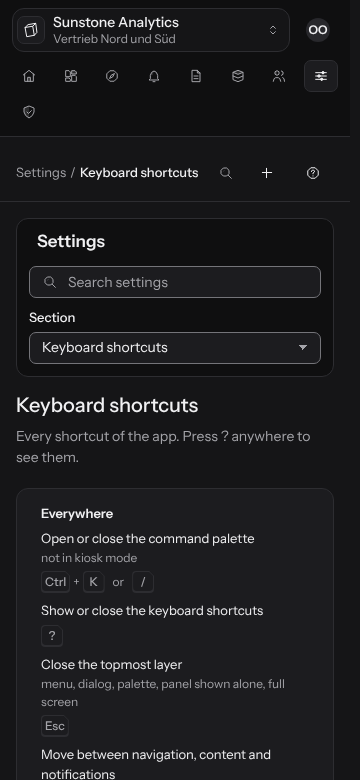 Sunstone Analytics
Vertrieb Nord und Süd
OO
Settings / Keyboard shortcuts
Settings
Search settings
Section
Keyboard shortcuts
Keyboard shortcuts
Every shortcut of the app. Press ? anywhere to
see them.
Everywhere
Open or close the command palette
not in kiosk mode
Ctrl + K or /
Show or close the keyboard shortcuts
?
Close the topmost layer
menu, dialog, palette, panel shown alone, full
screen
Esc
Move between navigation, content and
notifications